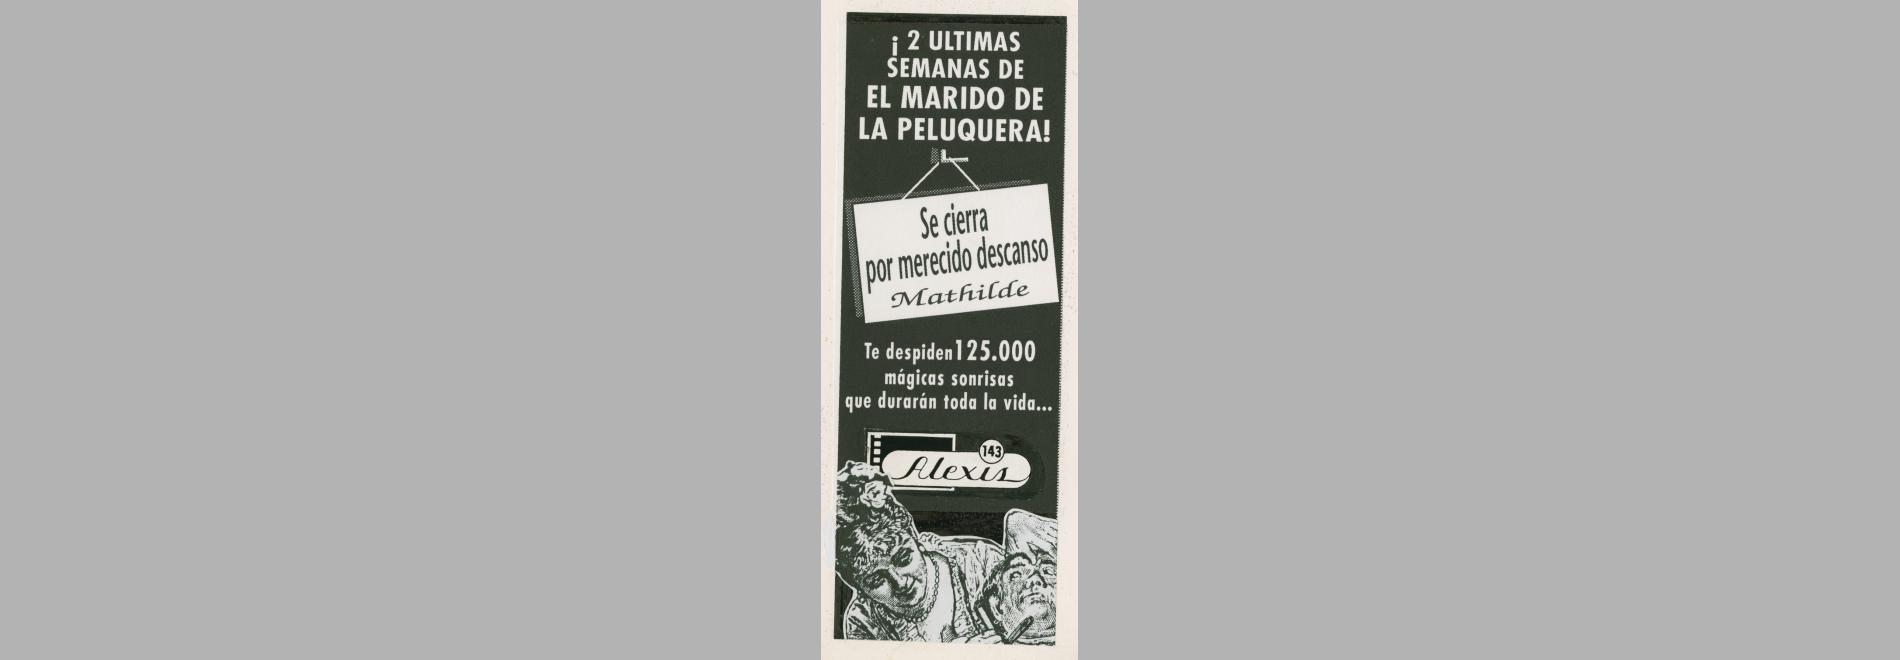 ¡ 2 ULTIMAS
SEMANAS DE
EL MARIDO DE
LA PELUQUERA!
Se cierra
por merecido descanso
Mathilde
Te despiden 125.000
mágicas sonrisas
que durarán toda la vida...
143
Alexis